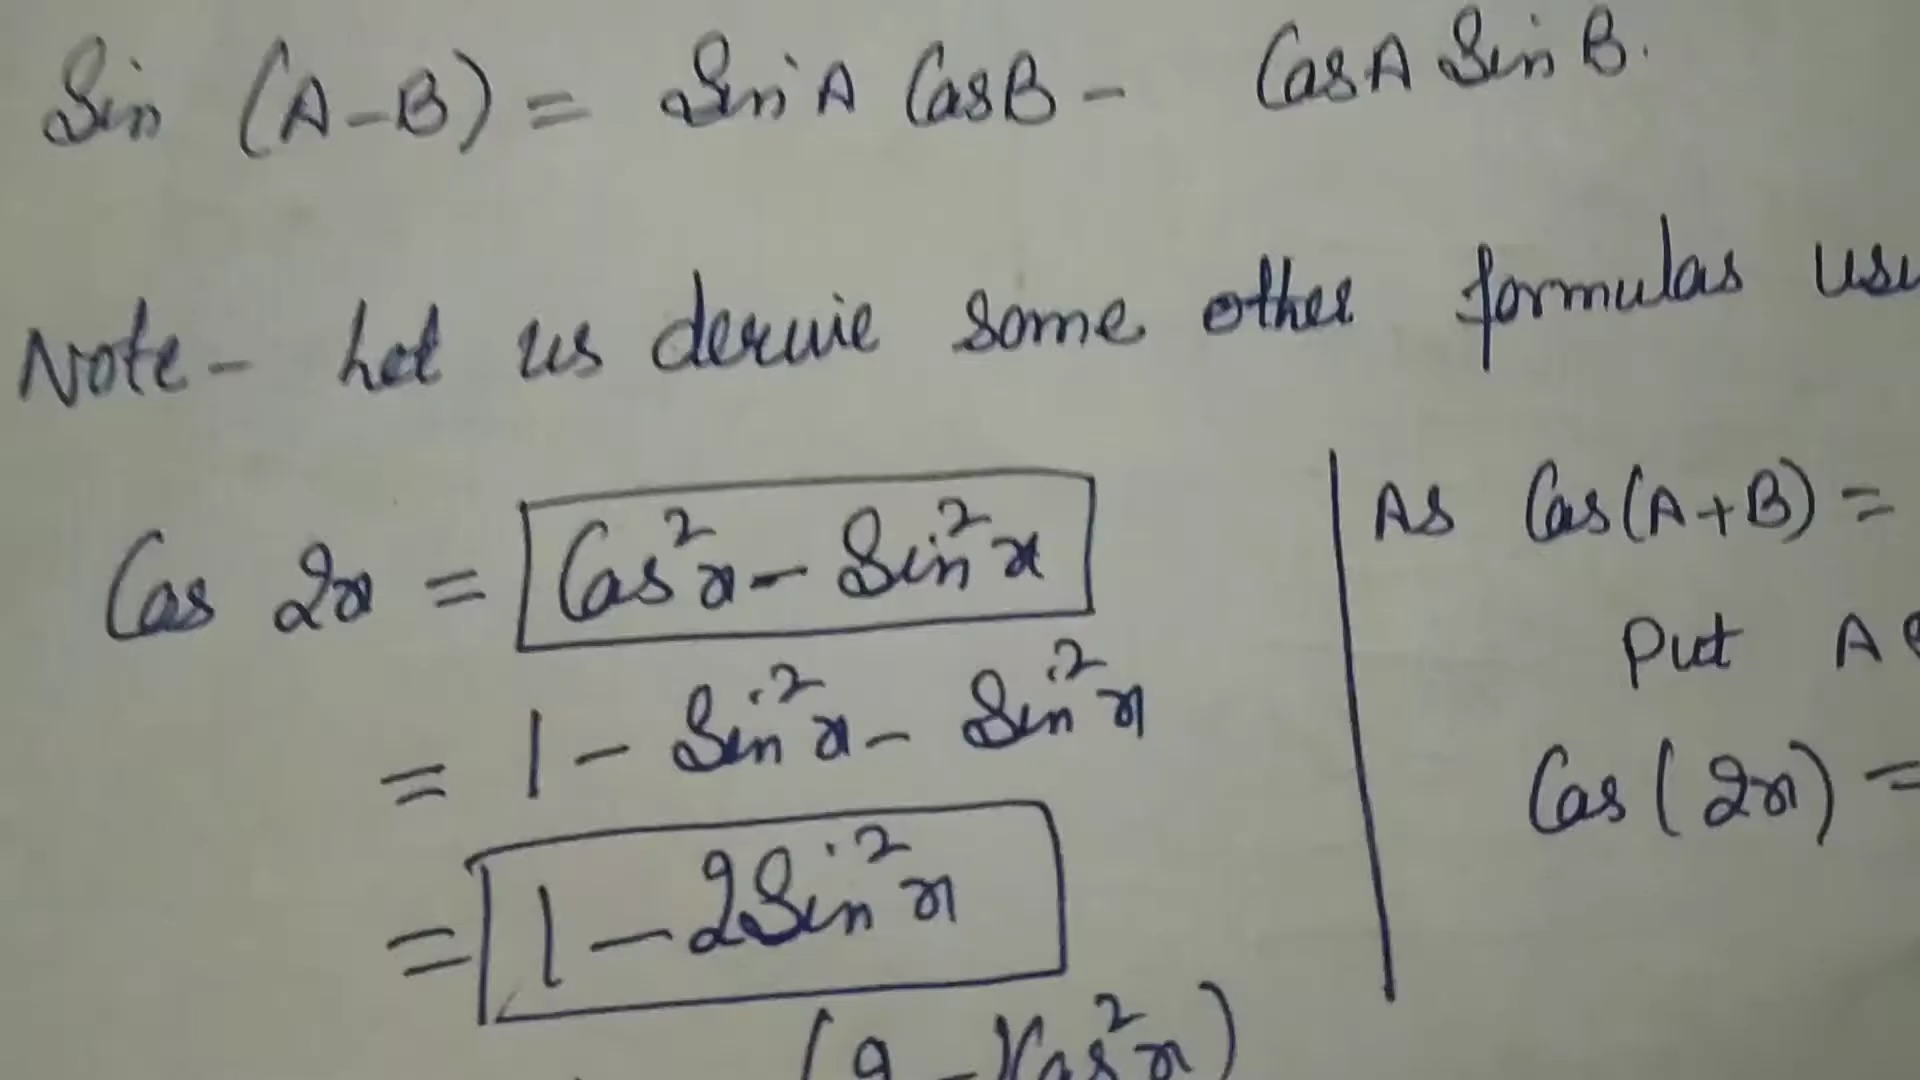 Sin (A-B) = Sin A Cos B - Cos A Sin B.
Note - Let us derive some other formulas
Cos 2x = Cos²x - Sin²x
= 1 - Sin²x - Sin²x
= 1 - 2Sin²x
As Cos(A+B) =
Put A
Cos(2x) =